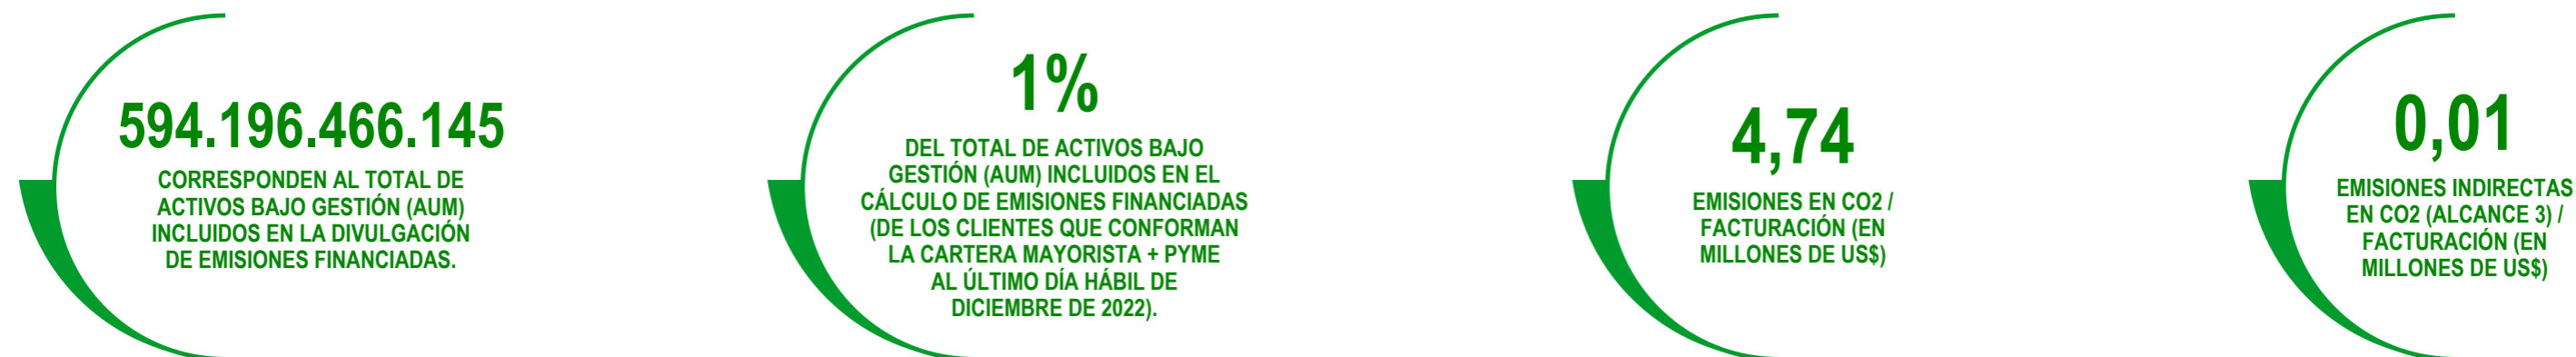 594.196.466.145
CORRESPONDEN AL TOTAL DE
ACTIVOS BAJO GESTIÓN (AUM)
INCLUIDOS EN LA DIVULGACIÓN
DE EMISIONES FINANCIADAS.
1%
DEL TOTAL DE ACTIVOS BAJO
GESTIÓN (AUM) INCLUIDOS EN EL
CÁLCULO DE EMISIONES FINANCIADAS
(DE LOS CLIENTES QUE CONFORMAN
LA CARTERA MAYORISTA + PYME
AL ÚLTIMO DÍA HÁBIL DE
DICIEMBRE DE 2022).
4,74
EMISIONES EN CO2 /
FACTURACIÓN (EN
MILLONES DE US$)
0,01
EMISIONES INDIRECTAS
EN CO2 (ALCANCE 3) /
FACTURACIÓN (EN
MILLONES DE US$)